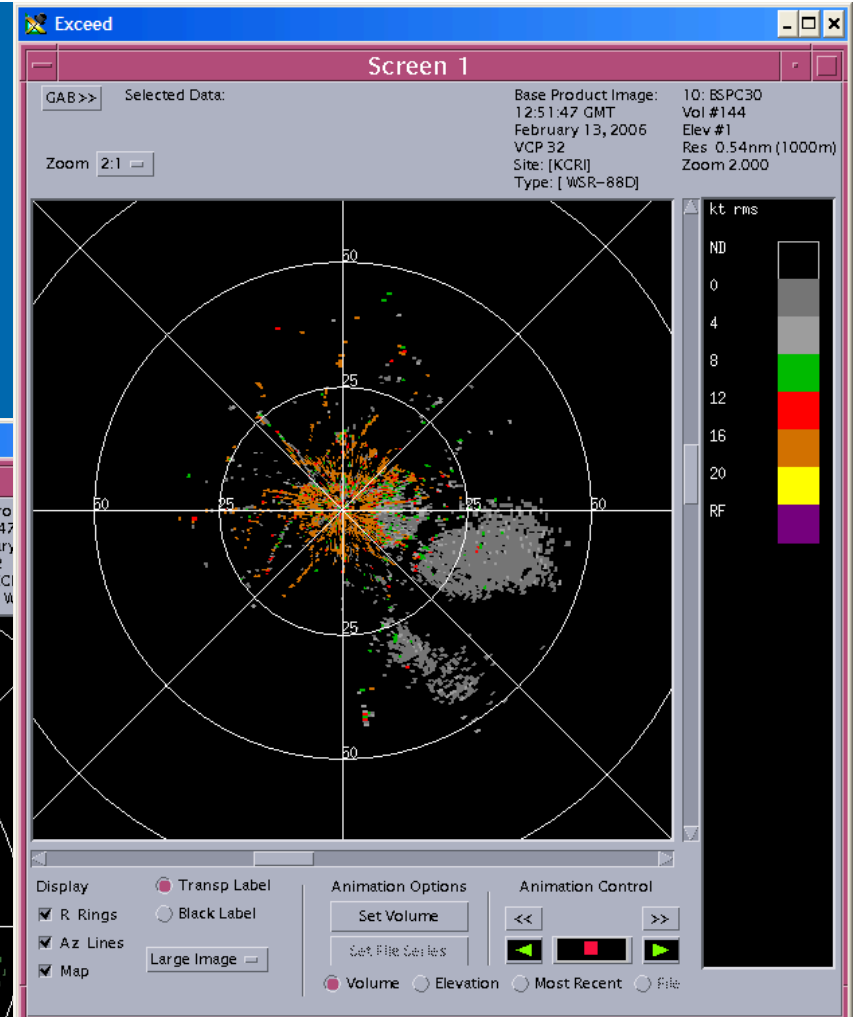 Exceed
Screen 1
GAB>>
Selected Data:
Base Product Image:
12:51:47 GMT
February 13, 2006
VCP 32
Site: [KCRI]
Type: [ WSR-88D]
10: BSPC30
Vol #144
Elev #1
Res 0.54nm (1000m)
Zoom 2.000
Zoom 2:1
kt rms
ND
0
4
8
12
16
20
RF
50
25
50 25 25 50
25
50
Display
R Rings
Az Lines
Map
Transp Label
Black Label
Large Image
Animation Options
Set Volume
Set File Series
Animation Control
<< >>
Volume Elevation Most Recent File